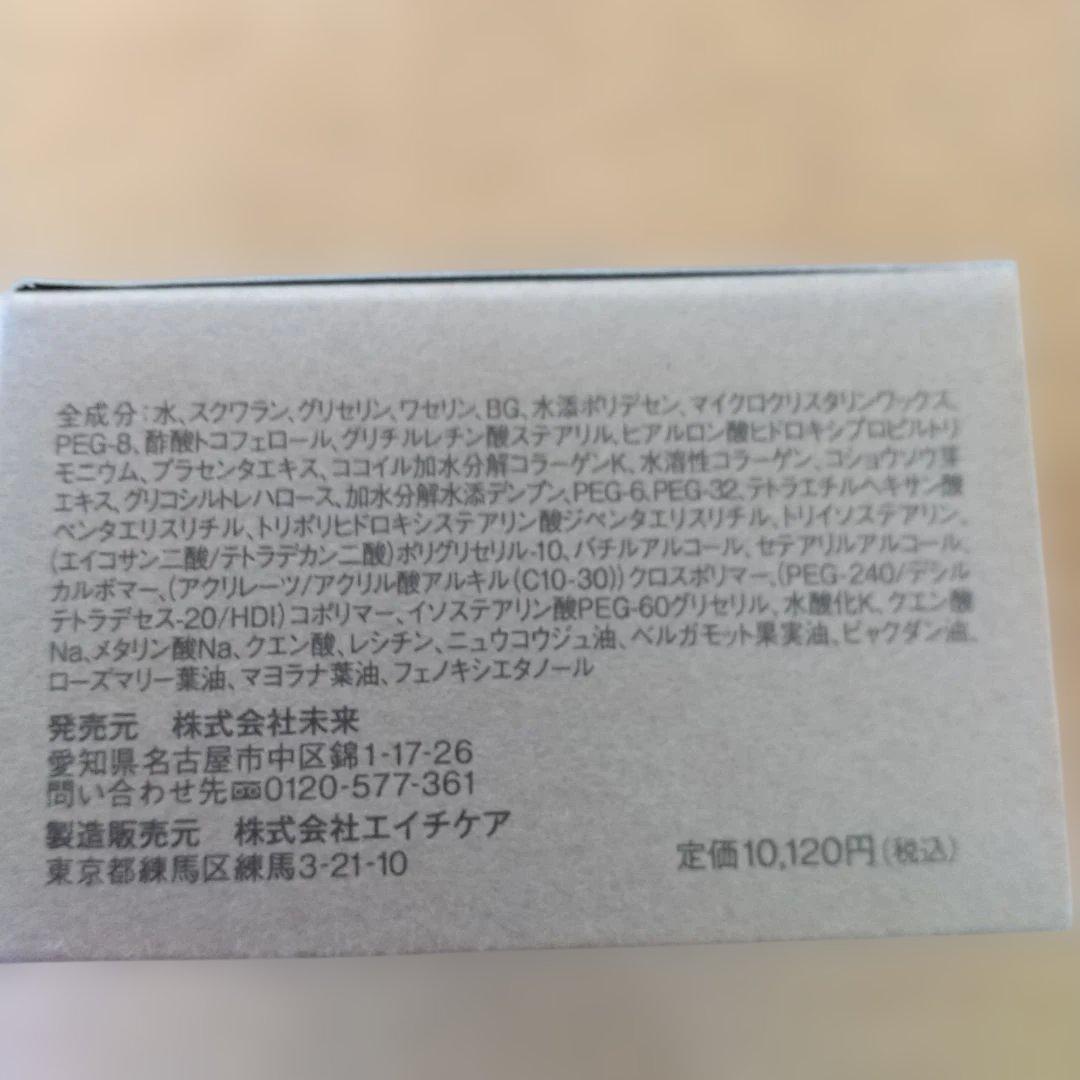 全成分：水、スクワラン、グリセリン、ワセリン、BG、水添ポリデセン、マイクロクリスタリンワックス、
PEG-8、酢酸トコフェロール、グリチルレチン酸ステアリル、ヒアルロン酸ヒドロキシプロピルトリ
モニウム、プラセンタエキス、ココイル加水分解コラーゲンK、水溶性コラーゲン、コショウソウ芽
エキス、グリコシルトレハロース、加水分解水添デンプン、PEG-6、PEG-32、テトラエチルヘキサン酸
ペンタエリスリチル、トリポリヒドロキシステアリン酸ジペンタエリスリチル、トリイソステアリン、
(エイコサン二酸/テトラデカン二酸)ポリグリセリル-10、バチルアルコール、セテアリルアルコール、
カルボマー、(アクリレーツ/アクリル酸アルキル(C10-30))クロスポリマー、(PEG-240/デシル
テトラデセス-20/HDI)コポリマー、イソステアリン酸PEG-60グリセリル、水酸化K、クエン酸
Na、メタリン酸Na、クエン酸、レシチン、ニュウコウジュ油、ベルガモット果実油、ビャクダン油、
ローズマリー葉油、マヨラナ葉油、フェノキシエタノール
発売元 株式会社未来
愛知県名古屋市中区錦1-17-26
問い合わせ先 0120-577-361
製造販売元 株式会社エイチケア
東京都練馬区練馬3-21-10
定価10,120円(税込)